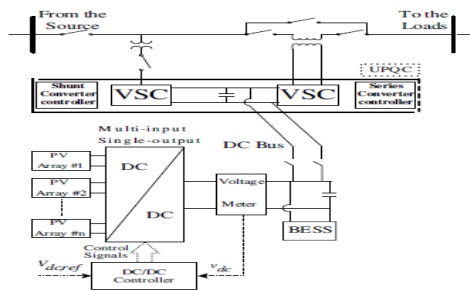 From the Source
To the Loads
UPQC
Shunt Converter controller
VSC
VSC
Series Converter controller
Multi-input Single-output
DC Bus
PV Array #1
PV Array #2
PV Array #n
DC
DC
Voltage Meter
BESS
Control Signals
Vdcref
DC/DC Controller
vdc